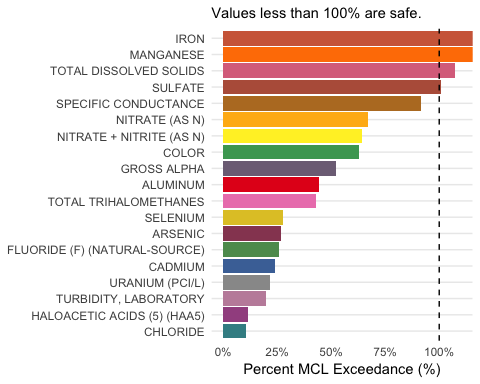 Values less than 100% are safe.
IRON
MANGANESE
TOTAL DISSOLVED SOLIDS
SULFATE
SPECIFIC CONDUCTANCE
NITRATE (AS N)
NITRATE + NITRITE (AS N)
COLOR
GROSS ALPHA
ALUMINUM
TOTAL TRIHALOMETHANES
SELENIUM
ARSENIC
FLUORIDE (F) (NATURAL-SOURCE)
CADMIUM
URANIUM (PCI/L)
TURBIDITY, LABORATORY
HALOACETIC ACIDS (5) (HAA5)
CHLORIDE
0% 25% 50% 75% 100%
Percent MCL Exceedance (%)